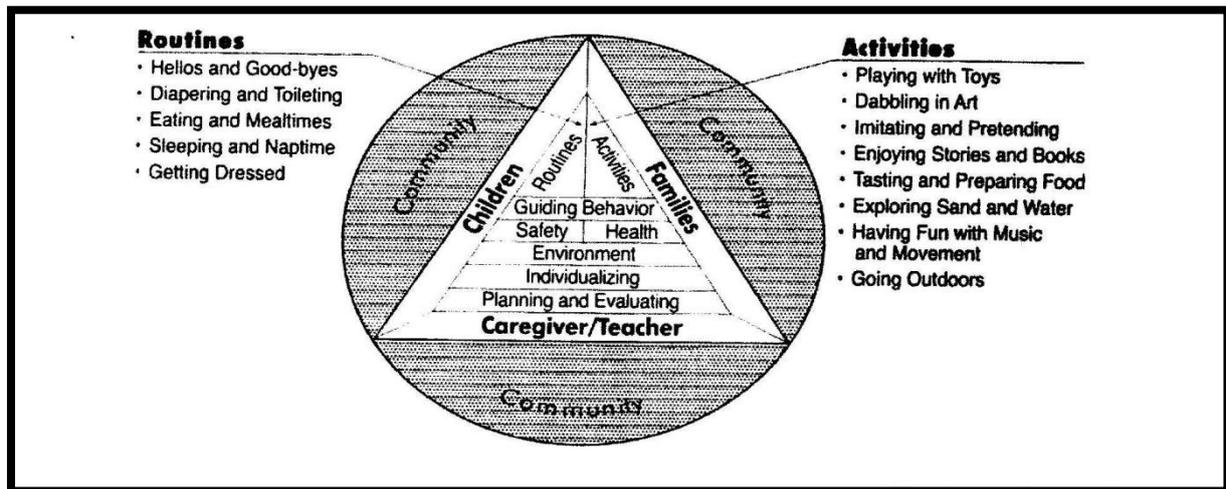 Routines
• Hellos and Good-byes
• Diapering and Toileting
• Eating and Mealtimes
• Sleeping and Naptime
• Getting Dressed
Activities
• Playing with Toys
• Dabbling in Art
• Imitating and Pretending
• Enjoying Stories and Books
• Tasting and Preparing Food
• Exploring Sand and Water
• Having Fun with Music
and Movement
• Going Outdoors
Community
Community
Children
Families
Routines
Activities
Guiding Behavior
Safety
Health
Environment
Individualizing
Planning and Evaluating
Caregiver/Teacher
Community